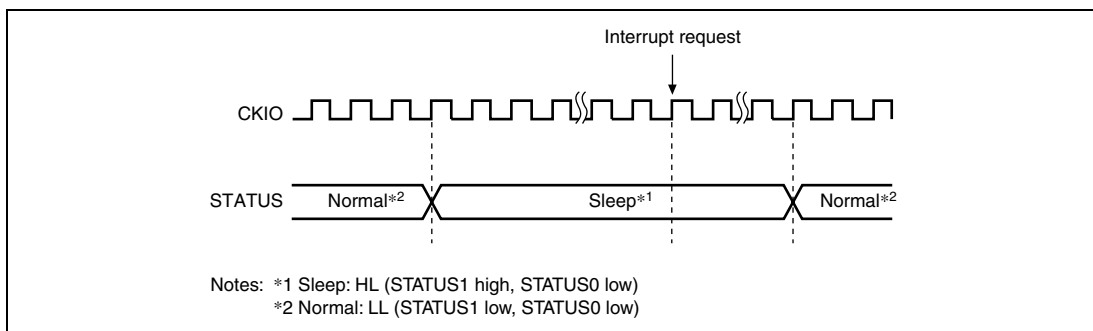 Interrupt request
CKIO
STATUS
Normal*2
Sleep*1
Normal*2
Notes: *1 Sleep: HL (STATUS1 high, STATUS0 low)
*2 Normal: LL (STATUS1 low, STATUS0 low)